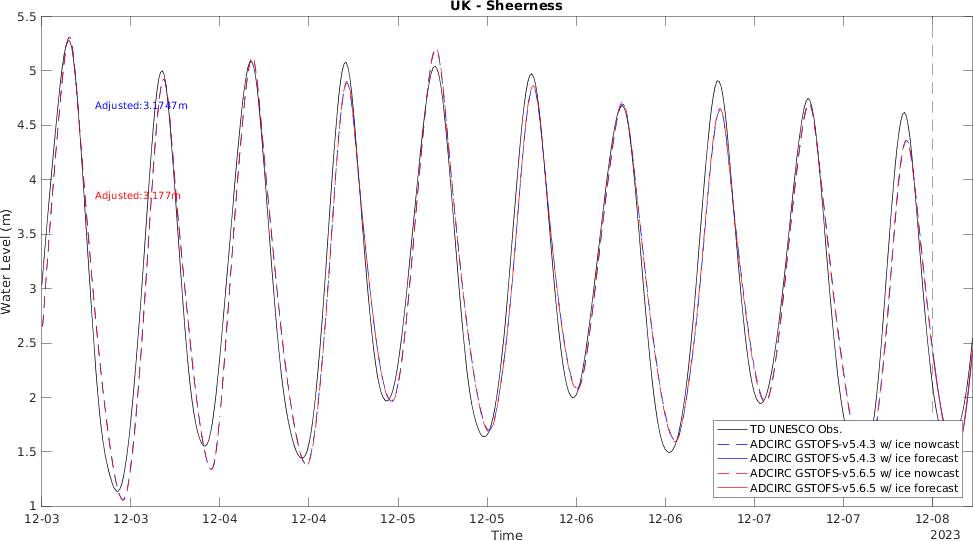 UK - Sheerness
5.5
5
4.5
4
3.5
3
2.5
2
1.5
1
Water Level (m)
Adjusted:3.1747m
Adjusted:3.177m
TD UNESCO Obs.
ADCIRC GSTOFS-v5.4.3 w/ ice nowcast
ADCIRC GSTOFS-v5.4.3 w/ ice forecast
ADCIRC GSTOFS-v5.6.5 w/ ice nowcast
ADCIRC GSTOFS-v5.6.5 w/ ice forecast
12-03 12-03 12-04 12-04 12-05 12-05 12-06 12-06 12-07 12-07 12-08
2023
Time